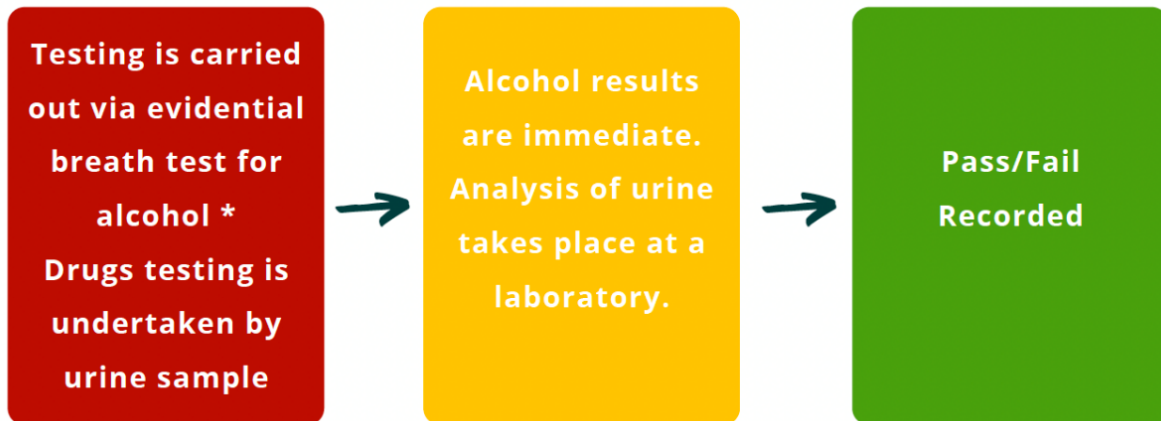 Testing is carried
out via evidential
breath test for
alcohol *
Drugs testing is
undertaken by
urine sample
Alcohol results
are immediate.
Analysis of urine
takes place at a
laboratory.
Pass/Fail
Recorded